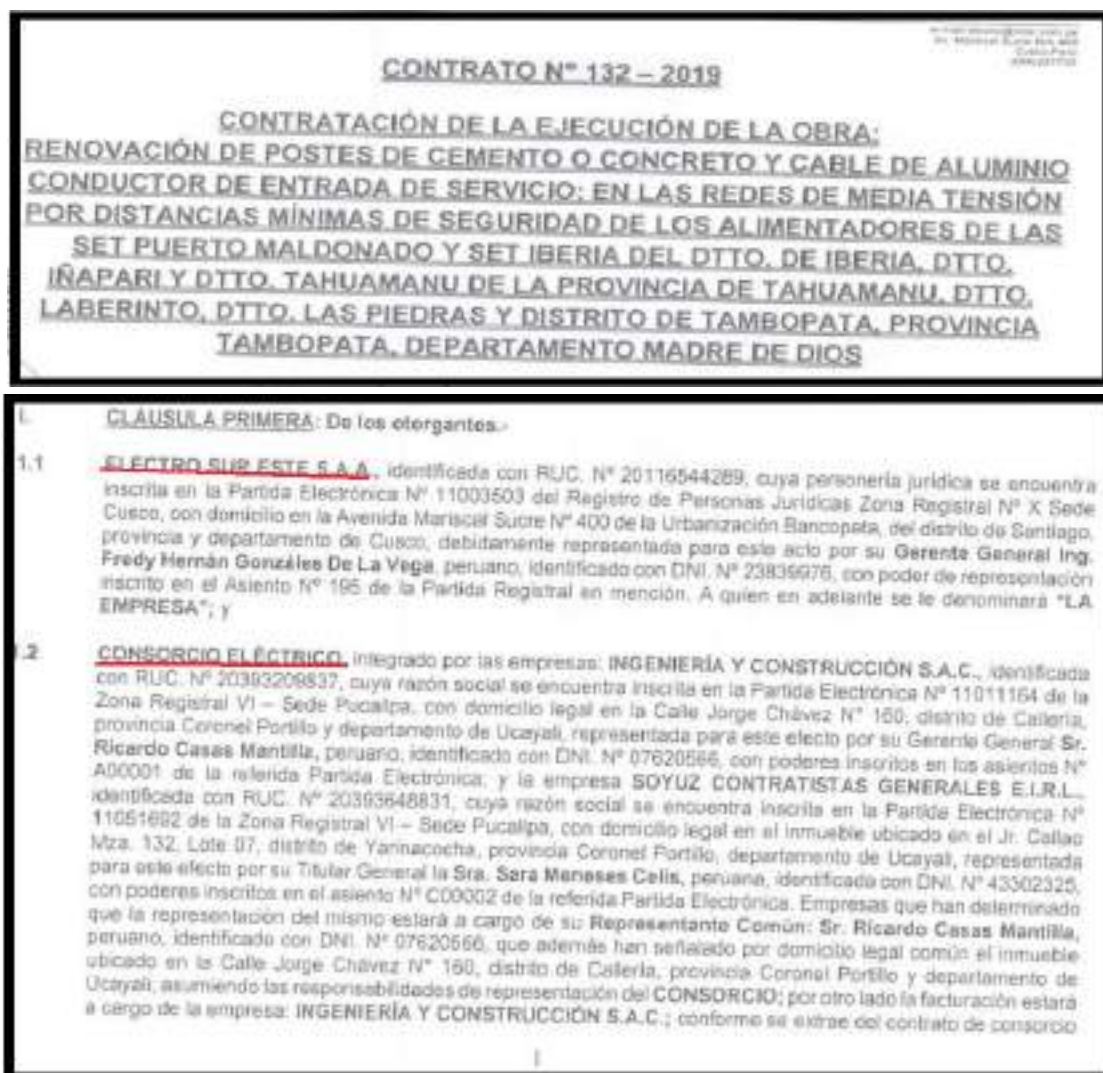 CONTRATO N° 132 – 2019
CONTRATACIÓN DE LA EJECUCIÓN DE LA OBRA:
RENOVACIÓN DE POSTES DE CEMENTO O CONCRETO Y CABLE DE ALUMINIO
CONDUCTOR DE ENTRADA DE SERVICIO; EN LAS REDES DE MEDIA TENSIÓN
POR DISTANCIAS MÍNIMAS DE SEGURIDAD DE LOS ALIMENTADORES DE LAS
SET PUERTO MALDONADO Y SET IBERIA DEL DTTO. DE IBERIA, DTTO.
IÑAPARI Y DTTO. TAHUAMANU DE LA PROVINCIA DE TAHUAMANU, DTTO.
LABERINTO, DTTO. LAS PIEDRAS Y DISTRITO DE TAMBOPATA, PROVINCIA
TAMBOPATA, DEPARTAMENTO MADRE DE DIOS
I. CLÁUSULA PRIMERA: De los otorgantes.-
1.1 ELECTRO SUR ESTE S.A.A., identificada con RUC. N° 20116544289, cuya personería jurídica se encuentra
inscrita en la Partida Electrónica N° 11003503 del Registro de Personas Jurídicas Zona Registral N° X Sede
Cusco, con domicilio en la Avenida Mariscal Sucre N° 400 de la Urbanización Bancopata, del distrito de Santiago,
provincia y departamento de Cusco, debidamente representada para este acto por su Gerente General Ing.
Fredy Hernán Gonzáles De La Vega, peruano, identificado con DNI. N° 23839976, con poder de representación
inscrito en el Asiento N° 195 de la Partida Registral en mención. A quien en adelante se le denominará "LA
EMPRESA"; y
1.2 CONSORCIO ELÉCTRICO, integrado por las empresas: INGENIERÍA Y CONSTRUCCIÓN S.A.C., identificada
con RUC. N° 20393209837, cuya razón social se encuentra inscrita en la Partida Electrónica N° 11011164 de la
Zona Registral VI – Sede Pucallpa, con domicilio legal en la Calle Jorge Chávez N° 160, distrito de Callería,
provincia Coronel Portillo y departamento de Ucayali, representada para este efecto por su Gerente General Sr.
Ricardo Casas Mantilla, peruano, identificado con DNI. N° 07620566, con poderes inscritos en los asientos N°
A00001 de la referida Partida Electrónica; y la empresa SOYUZ CONTRATISTAS GENERALES E.I.R.L.,
identificada con RUC. N° 20393648831, cuya razón social se encuentra inscrita en la Partida Electrónica N°
11051692 de la Zona Registral VI – Sede Pucallpa, con domicilio legal en el inmueble ubicado en el Jr. Callao
Mza. 132, Lote 07, distrito de Yarinacocha, provincia Coronel Portillo, departamento de Ucayali, representada
para este efecto por su Titular General la Sra. Sara Meneses Celis, peruana, identificada con DNI. N° 43302325,
con poderes inscritos en el asiento N° C00002 de la referida Partida Electrónica. Empresas que han determinado
que la representación del mismo estará a cargo de su Representante Común: Sr. Ricardo Casas Mantilla,
peruano, identificado con DNI. N° 07620566, que además han señalado por domicilio legal común el inmueble
ubicado en la Calle Jorge Chávez N° 160, distrito de Callería, provincia Coronel Portillo y departamento de
Ucayali, asumiendo las responsabilidades de representación del CONSORCIO; por otro lado la facturación estará
a cargo de la empresa: INGENIERÍA Y CONSTRUCCIÓN S.A.C.; conforme se extrae del contrato de consorcio